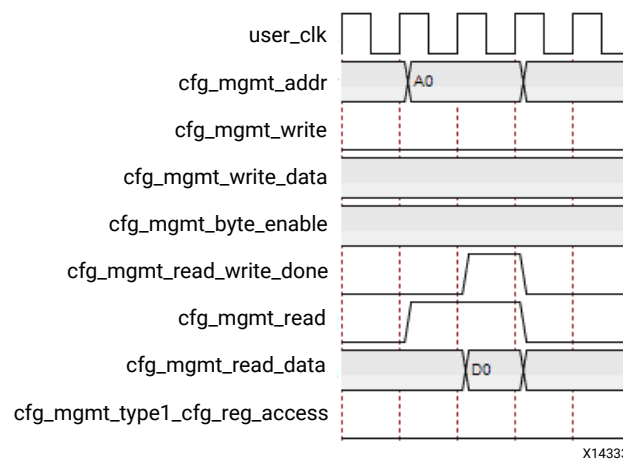 user_clk
cfg_mgmt_addr
A0
cfg_mgmt_write
cfg_mgmt_write_data
cfg_mgmt_byte_enable
cfg_mgmt_read_write_done
cfg_mgmt_read
cfg_mgmt_read_data
D0
cfg_mgmt_type1_cfg_reg_access